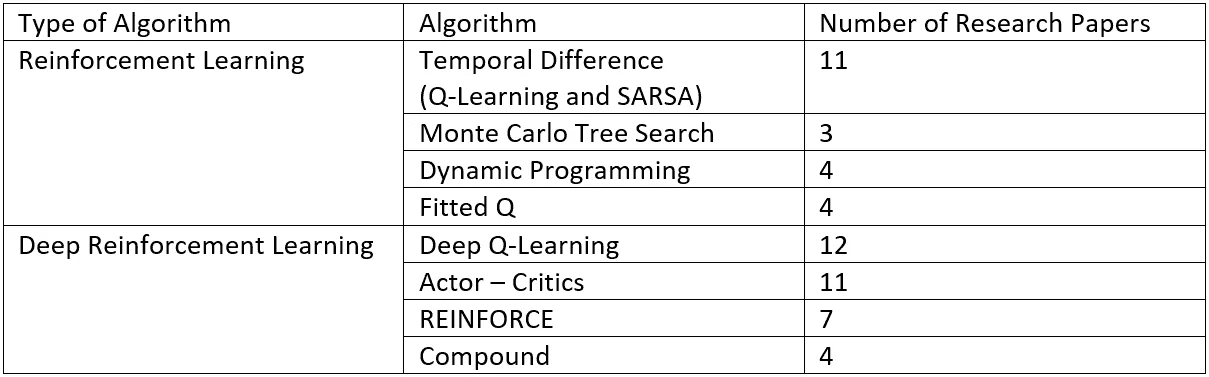 Type of Algorithm Algorithm Number of Research Papers
Reinforcement Learning Temporal Difference 11
(Q-Learning and SARSA)
Monte Carlo Tree Search 3
Dynamic Programming 4
Fitted Q 4
Deep Reinforcement Learning Deep Q-Learning 12
Actor – Critics 11
REINFORCE 7
Compound 4